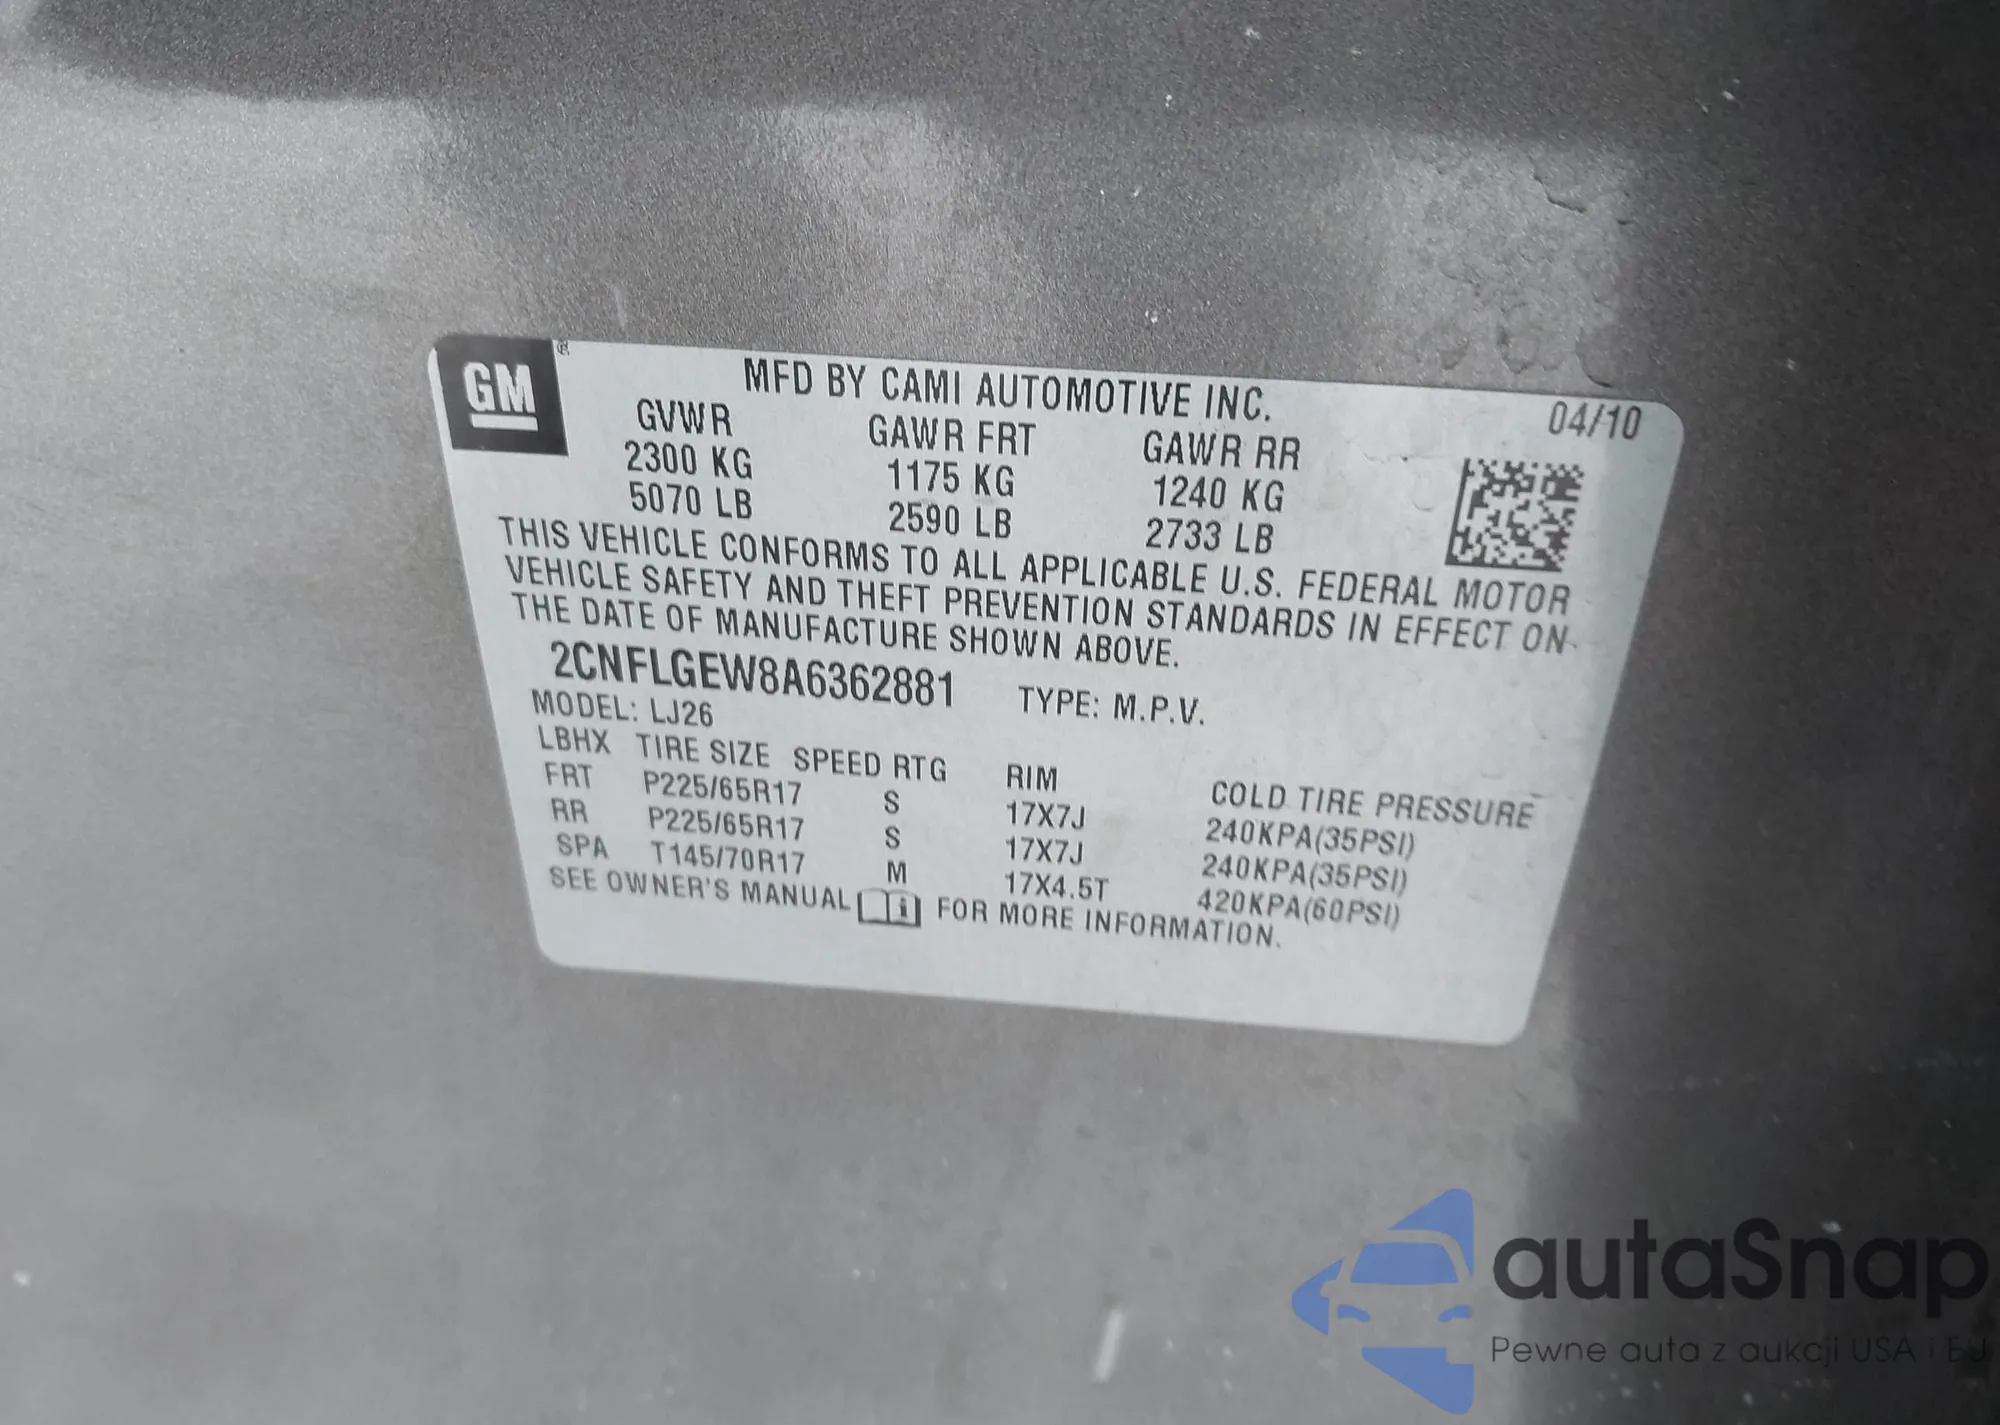 GM
MFD BY CAMI AUTOMOTIVE INC.
04/10
GVWR GAWR FRT GAWR RR
2300 KG 1175 KG 1240 KG
5070 LB 2590 LB 2733 LB
THIS VEHICLE CONFORMS TO ALL APPLICABLE U.S. FEDERAL MOTOR
VEHICLE SAFETY AND THEFT PREVENTION STANDARDS IN EFFECT ON
THE DATE OF MANUFACTURE SHOWN ABOVE.
2CNFLGEW8A6362881 TYPE: M.P.V.
MODEL: LJ26
LBHX TIRE SIZE SPEED RTG RIM COLD TIRE PRESSURE
FRT P225/65R17 S 17X7J 240KPA(35PSI)
RR P225/65R17 S 17X7J 240KPA(35PSI)
SPA T145/70R17 M 17X4.5T 420KPA(60PSI)
SEE OWNER'S MANUAL i FOR MORE INFORMATION.
autaSnap
Pewne auta z aukcji USA i EU